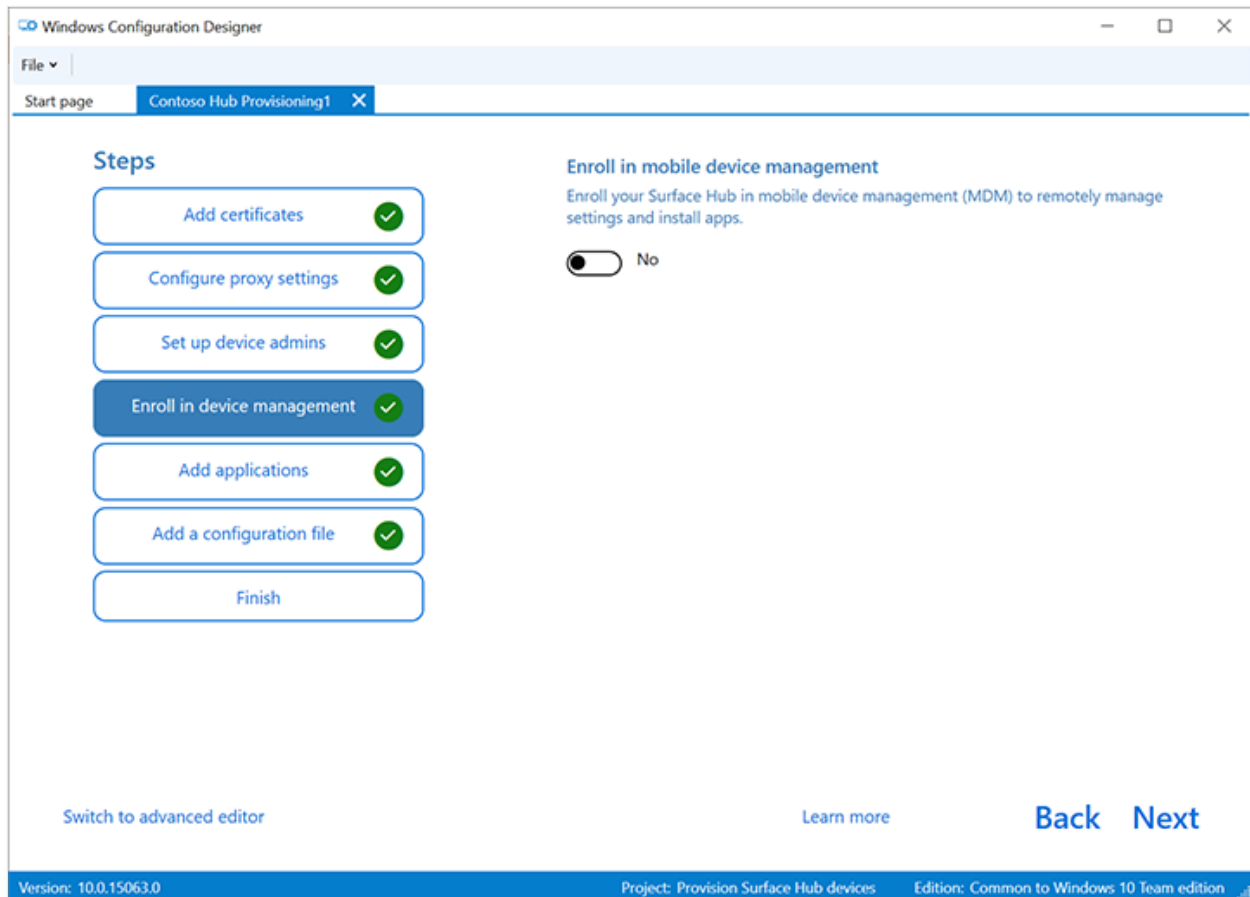 Windows Configuration Designer
File
Start page
Contoso Hub Provisioning1
Steps
Add certificates
Configure proxy settings
Set up device admins
Enroll in device management
Add applications
Add a configuration file
Finish
Enroll in mobile device management
Enroll your Surface Hub in mobile device management (MDM) to remotely manage
settings and install apps.
No
Switch to advanced editor
Learn more
Back
Next
Version: 10.0.15063.0
Project: Provision Surface Hub devices
Edition: Common to Windows 10 Team edition